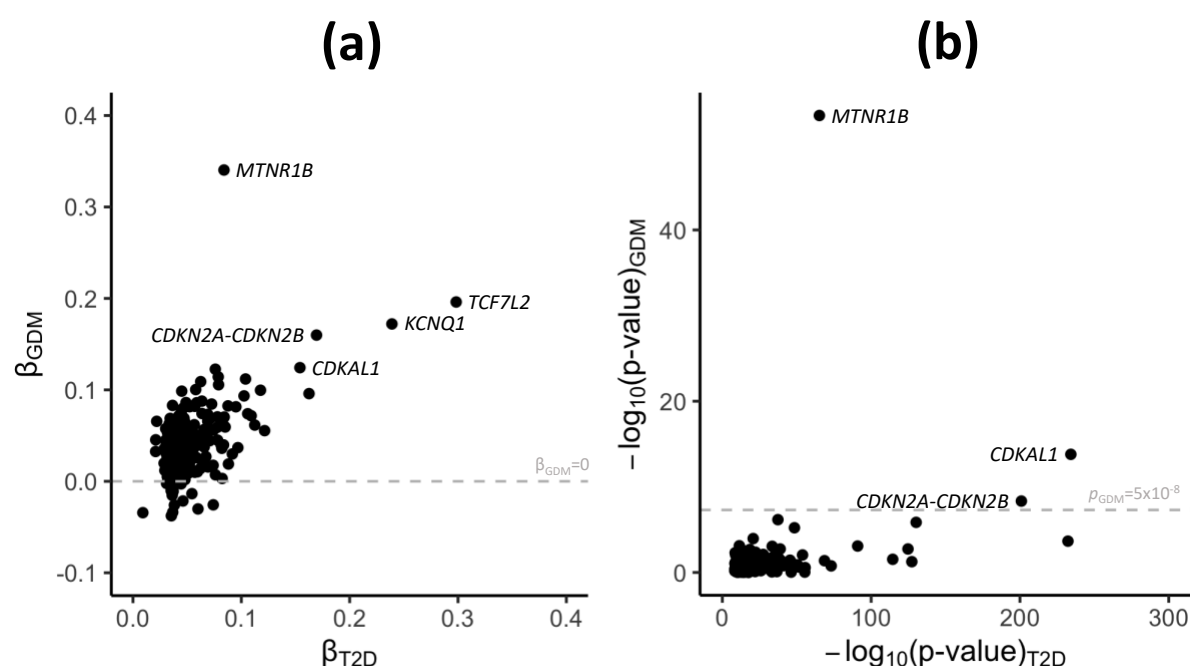 (a)
(b)
0.4
0.3
0.2
0.1
0.0
-0.1
βGDM
MTNR1B
TCF7L2
KCNQ1
CDKN2A-CDKN2B
CDKAL1
βGDM=0
0.0 0.1 0.2 0.3 0.4
βT2D
40
20
0
−log10(p-value)GDM
MTNR1B
CDKAL1
CDKN2A-CDKN2B
pGDM=5x10-8
0 100 200 300
−log10(p-value)T2D